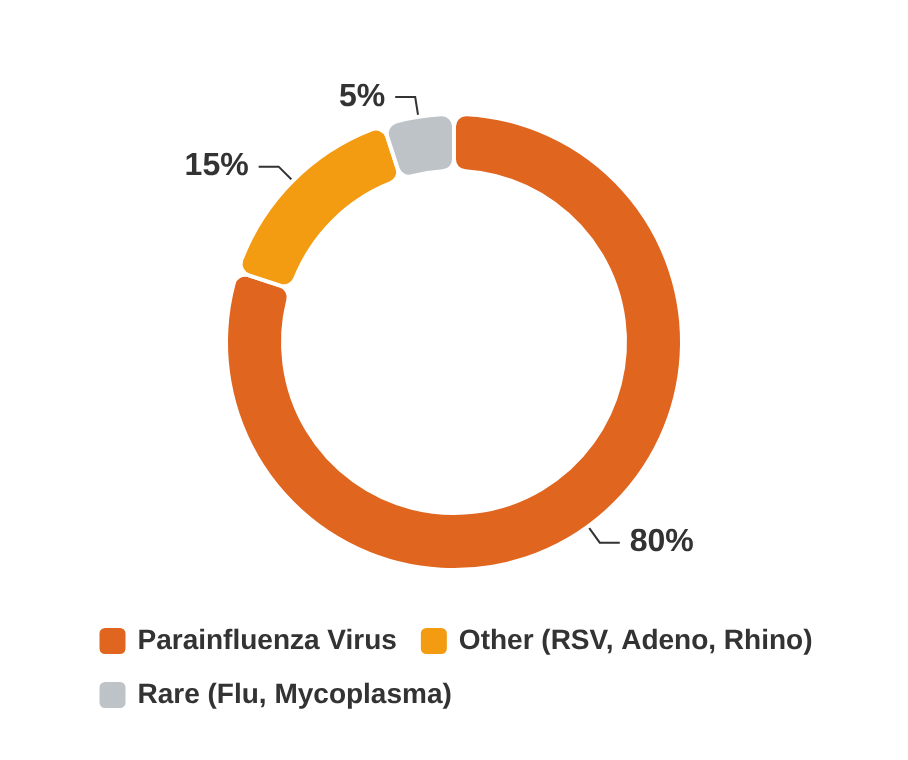 5%
15%
80%
Parainfluenza Virus Other (RSV, Adeno, Rhino)
Rare (Flu, Mycoplasma)